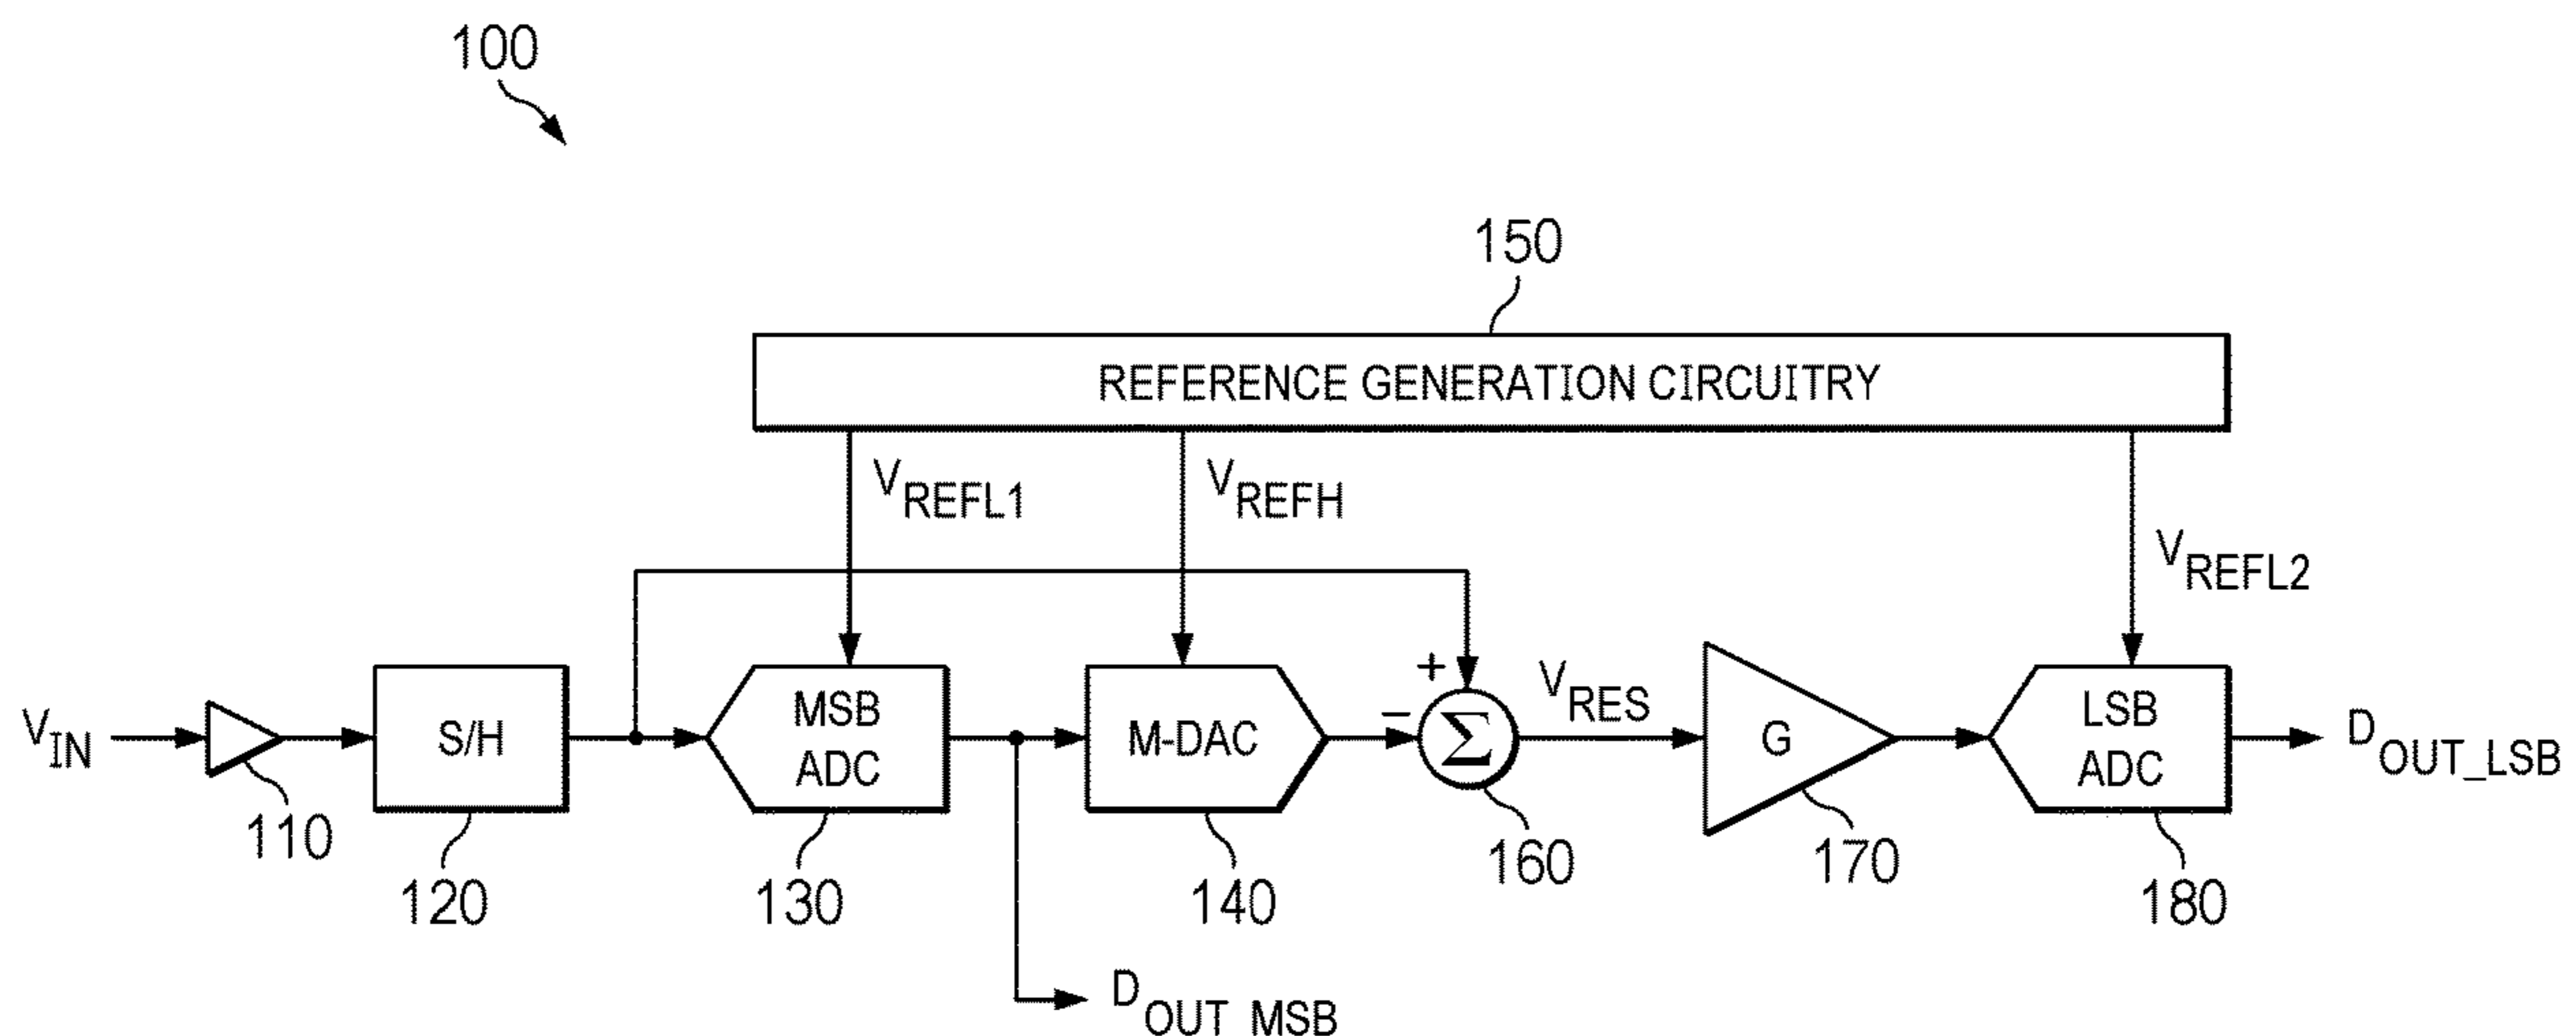 100
150
REFERENCE GENERATION CIRCUITRY
VREFL1
VREFH
VREFL2
VIN
S/H
MSB
ADC
M-DAC
+
−
Σ
VRES
G
LSB
ADC
DOUT_LSB
110
120
130
140
160
170
180
DOUT_MSB